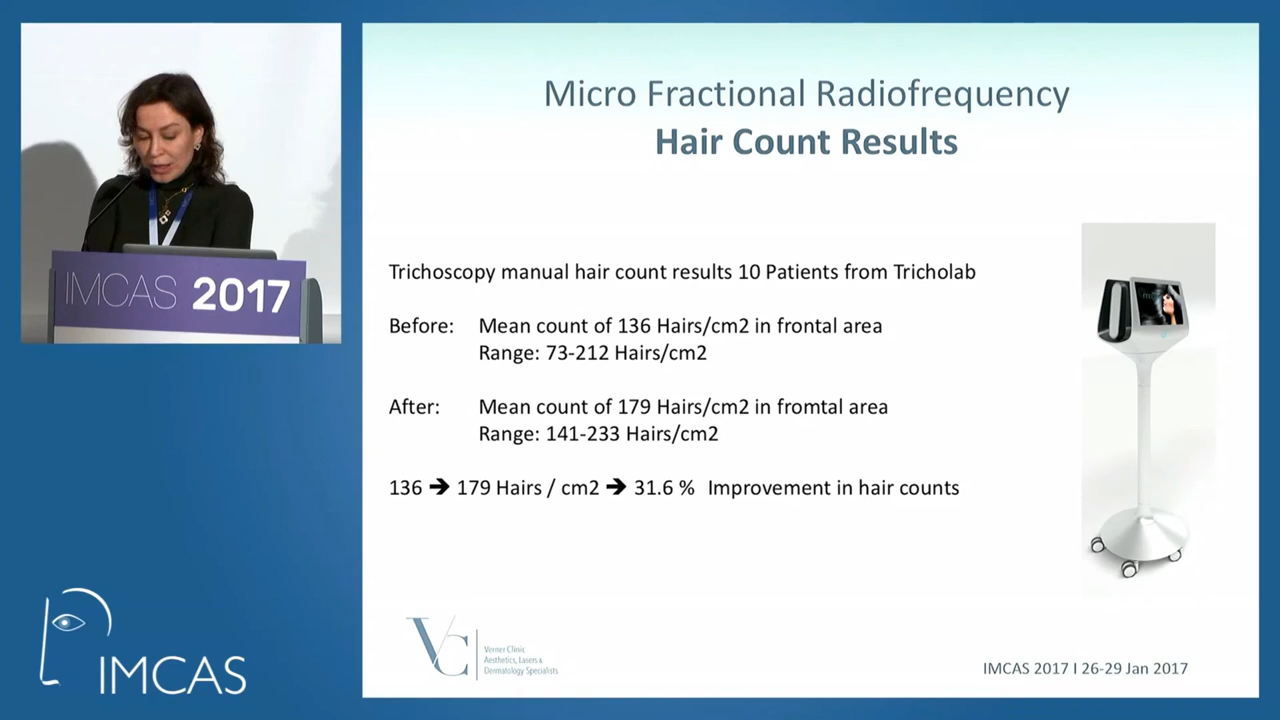 IMCAS 2017
IMCAS
Micro Fractional Radiofrequency
Hair Count Results
Trichoscopy manual hair count results 10 Patients from Tricholab
Before: Mean count of 136 Hairs/cm2 in frontal area
Range: 73-212 Hairs/cm2
After: Mean count of 179 Hairs/cm2 in fromtal area
Range: 141-233 Hairs/cm2
136 ➔ 179 Hairs / cm2 ➔ 31.6 % Improvement in hair counts
VC
Verner Clinic
Aesthetics, Lasers &
Dermatology Specialists
IMCAS 2017 I 26-29 Jan 2017